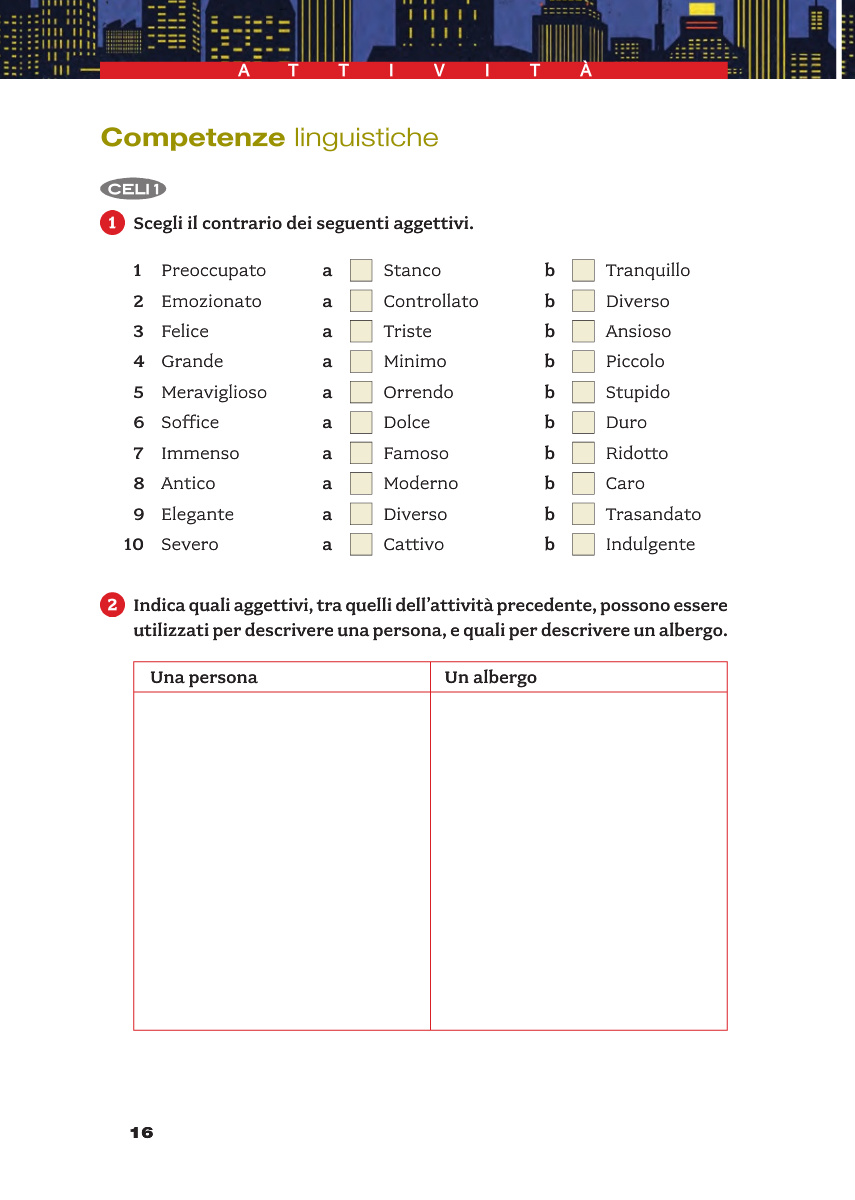 ATTIVITÀ
Competenze linguistiche
CELI 1
1 Scegli il contrario dei seguenti aggettivi.
1 Preoccupato a Stanco b Tranquillo
2 Emozionato a Controllato b Diverso
3 Felice a Triste b Ansioso
4 Grande a Minimo b Piccolo
5 Meraviglioso a Orrendo b Stupido
6 Soffice a Dolce b Duro
7 Immenso a Famoso b Ridotto
8 Antico a Moderno b Caro
9 Elegante a Diverso b Trasandato
10 Severo a Cattivo b Indulgente
2 Indica quali aggettivi, tra quelli dell'attività precedente, possono essere
utilizzati per descrivere una persona, e quali per descrivere un albergo.
Una persona Un albergo
16